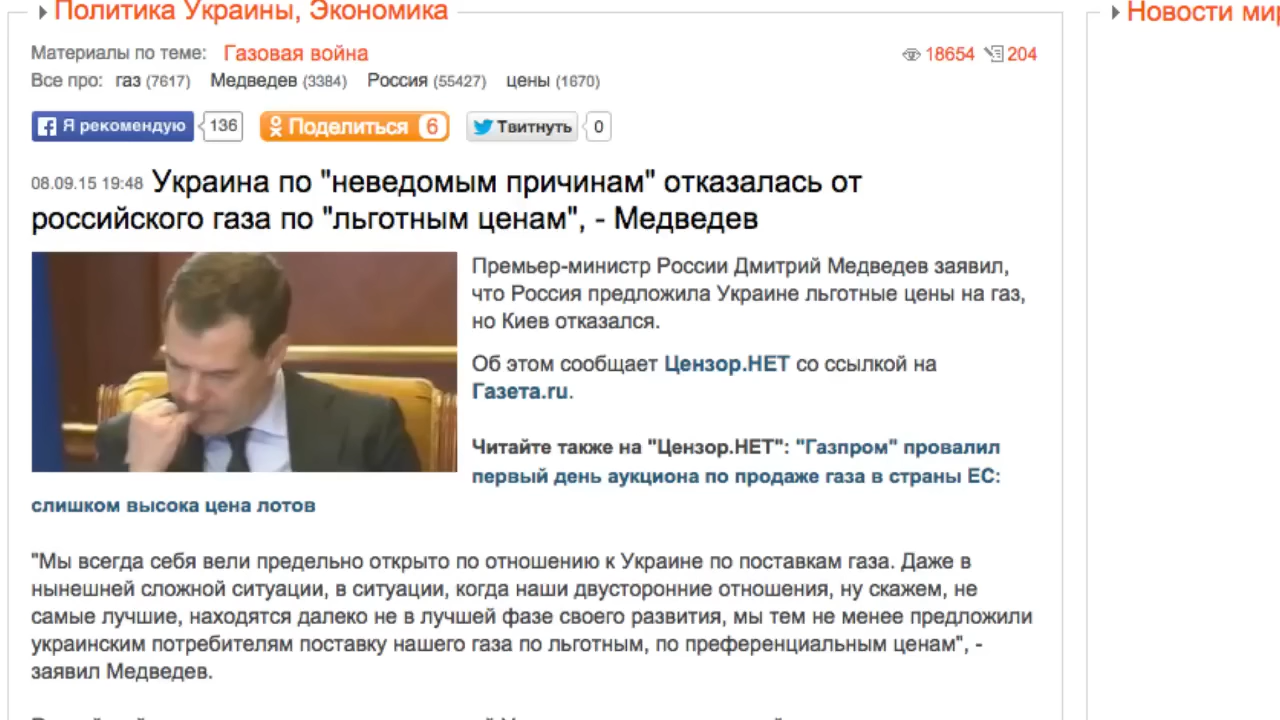 Политика Украины, Экономика
Новости мир
Материалы по теме: Газовая война
18654 204
Все про: газ (7617) Медведев (3384) Россия (55427) цены (1670)
Я рекомендую 136 Поделиться 6 Твитнуть 0
08.09.15 19:48 Украина по "неведомым причинам" отказалась от
российского газа по "льготным ценам", - Медведев
Премьер-министр России Дмитрий Медведев заявил,
что Россия предложила Украине льготные цены на газ,
но Киев отказался.
Об этом сообщает Цензор.НЕТ со ссылкой на
Газета.ru.
Читайте также на "Цензор.НЕТ": "Газпром" провалил
первый день аукциона по продаже газа в страны ЕС:
слишком высока цена лотов
"Мы всегда себя вели предельно открыто по отношению к Украине по поставкам газа. Даже в
нынешней сложной ситуации, в ситуации, когда наши двусторонние отношения, ну скажем, не
самые лучшие, находятся далеко не в лучшей фазе своего развития, мы тем не менее предложили
украинским потребителям поставку нашего газа по льготным, по преференциальным ценам", -
заявил Медведев.